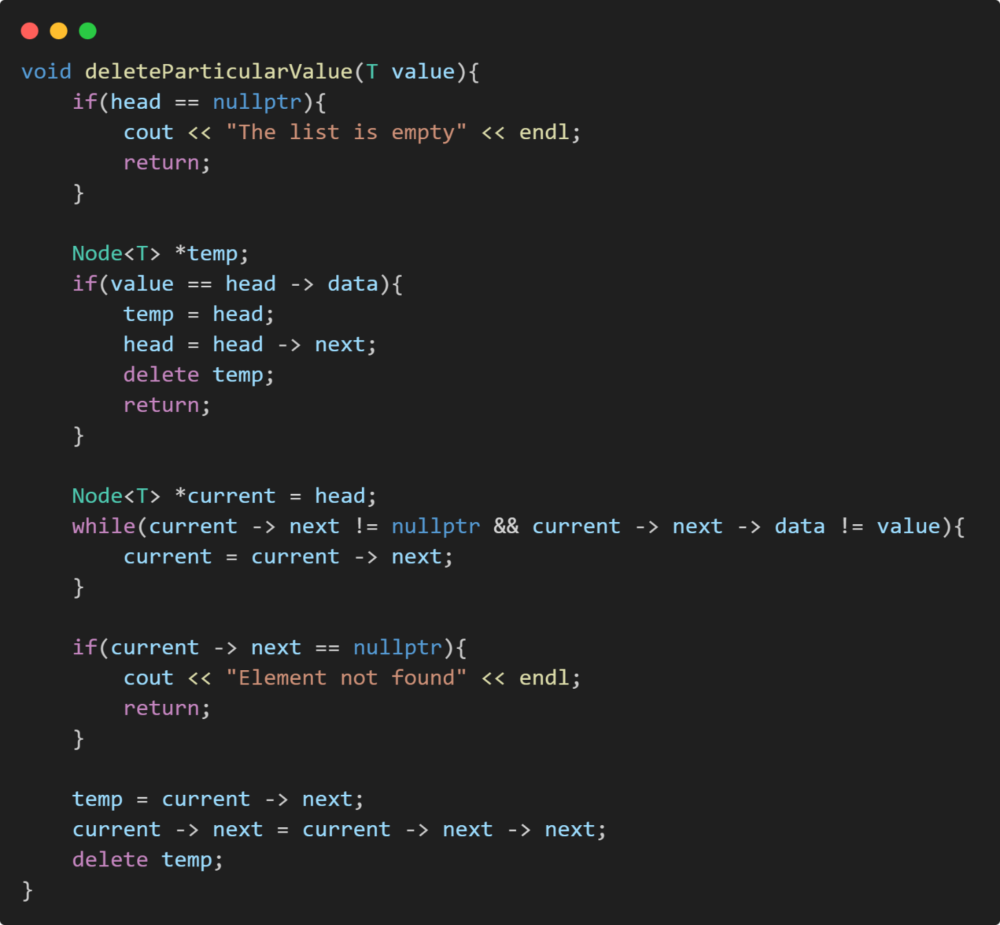 void deleteParticularValue(T value){
    if(head == nullptr){
        cout << "The list is empty" << endl;
        return;
    }

    Node<T> *temp;
    if(value == head -> data){
        temp = head;
        head = head -> next;
        delete temp;
        return;
    }

    Node<T> *current = head;
    while(current -> next != nullptr && current -> next -> data != value){
        current = current -> next;
    }

    if(current -> next == nullptr){
        cout << "Element not found" << endl;
        return;
    }

    temp = current -> next;
    current -> next = current -> next -> next;
    delete temp;
}